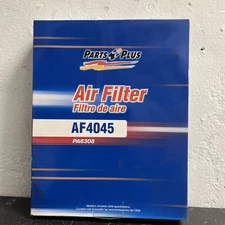 PARTS PLUS
Air Filter
Filtro de aire
AF4045
PA6308